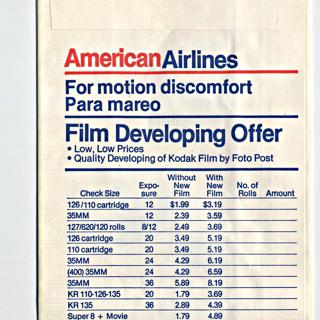 AmericanAirlines
For motion discomfort
Para mareo
Film Developing Offer
• Low, Low Prices
• Quality Developing of Kodak Film by Foto Post
Check Size Expo-sure Without New Film With New Film No. of Rolls Amount
126/110 cartridge 12 $1.99 $3.19
35MM 12 2.39 3.59
127/620/120 rolls 8/12 2.49 3.69
126 cartridge 20 3.49 5.19
110 cartridge 20 3.49 5.19
35MM 24 4.29 6.19
(400) 35MM 24 4.29 6.59
35MM 36 5.89 8.19
KR 110-126-135 20 1.79 3.69
KR 135 36 2.89 4.39
Super 8 + Movie 1.79 4.89